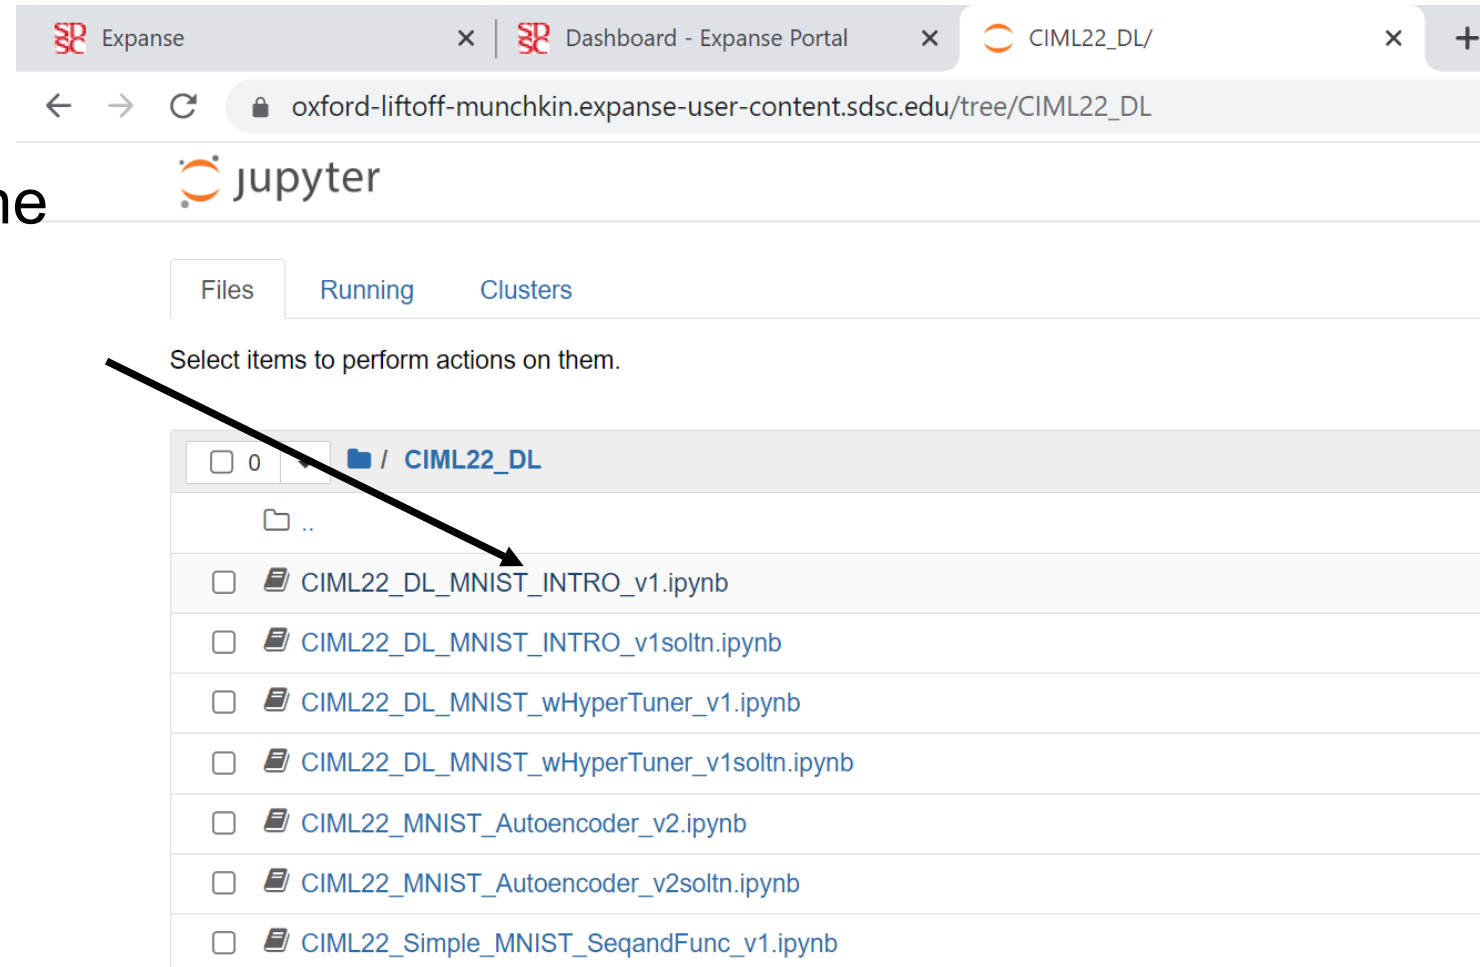 Expanse
Dashboard - Expanse Portal
CIML22_DL/
oxford-liftoff-munchkin.expanse-user-content.sdsc.edu/tree/CIML22_DL
jupyter
Files Running Clusters
Select items to perform actions on them.
0 / CIML22_DL
..
CIML22_DL_MNIST_INTRO_v1.ipynb
CIML22_DL_MNIST_INTRO_v1soltn.ipynb
CIML22_DL_MNIST_wHyperTuner_v1.ipynb
CIML22_DL_MNIST_wHyperTuner_v1soltn.ipynb
CIML22_MNIST_Autoencoder_v2.ipynb
CIML22_MNIST_Autoencoder_v2soltn.ipynb
CIML22_Simple_MNIST_SeqandFunc_v1.ipynb